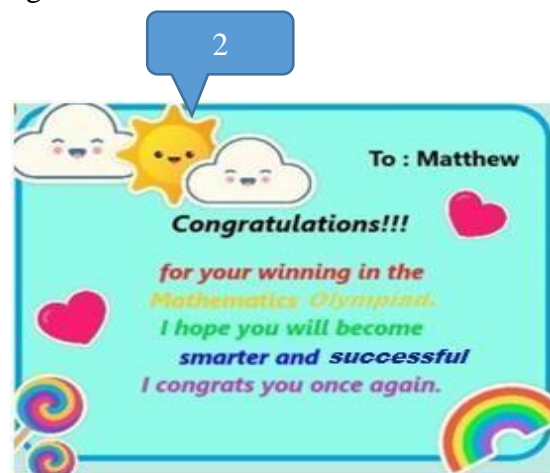 2
To : Matthew
Congratulations!!!
for your winning in the
Mathematics Olympiad.
I hope you will become
smarter and successful
I congrats you once again.